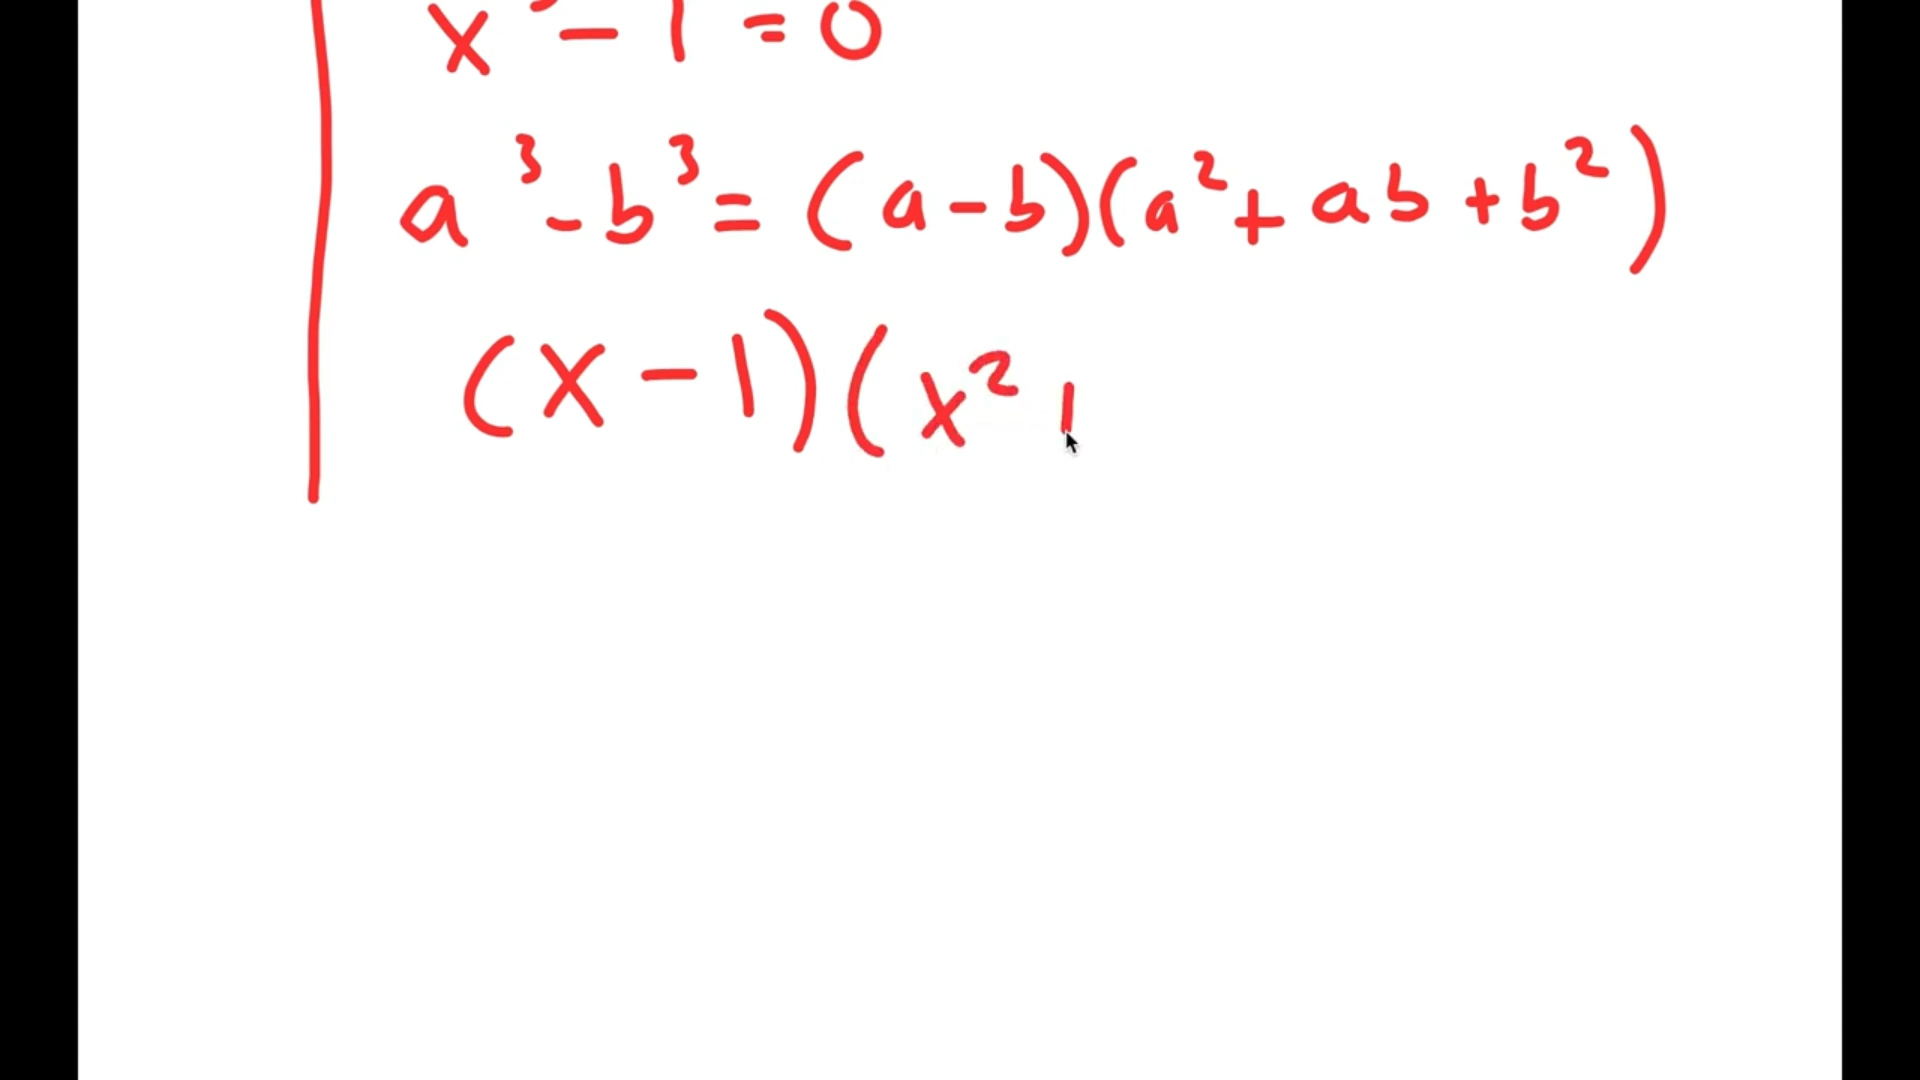 x³-1=0
a³-b³=(a-b)(a²+ab+b²)
(x-1)(x² ı